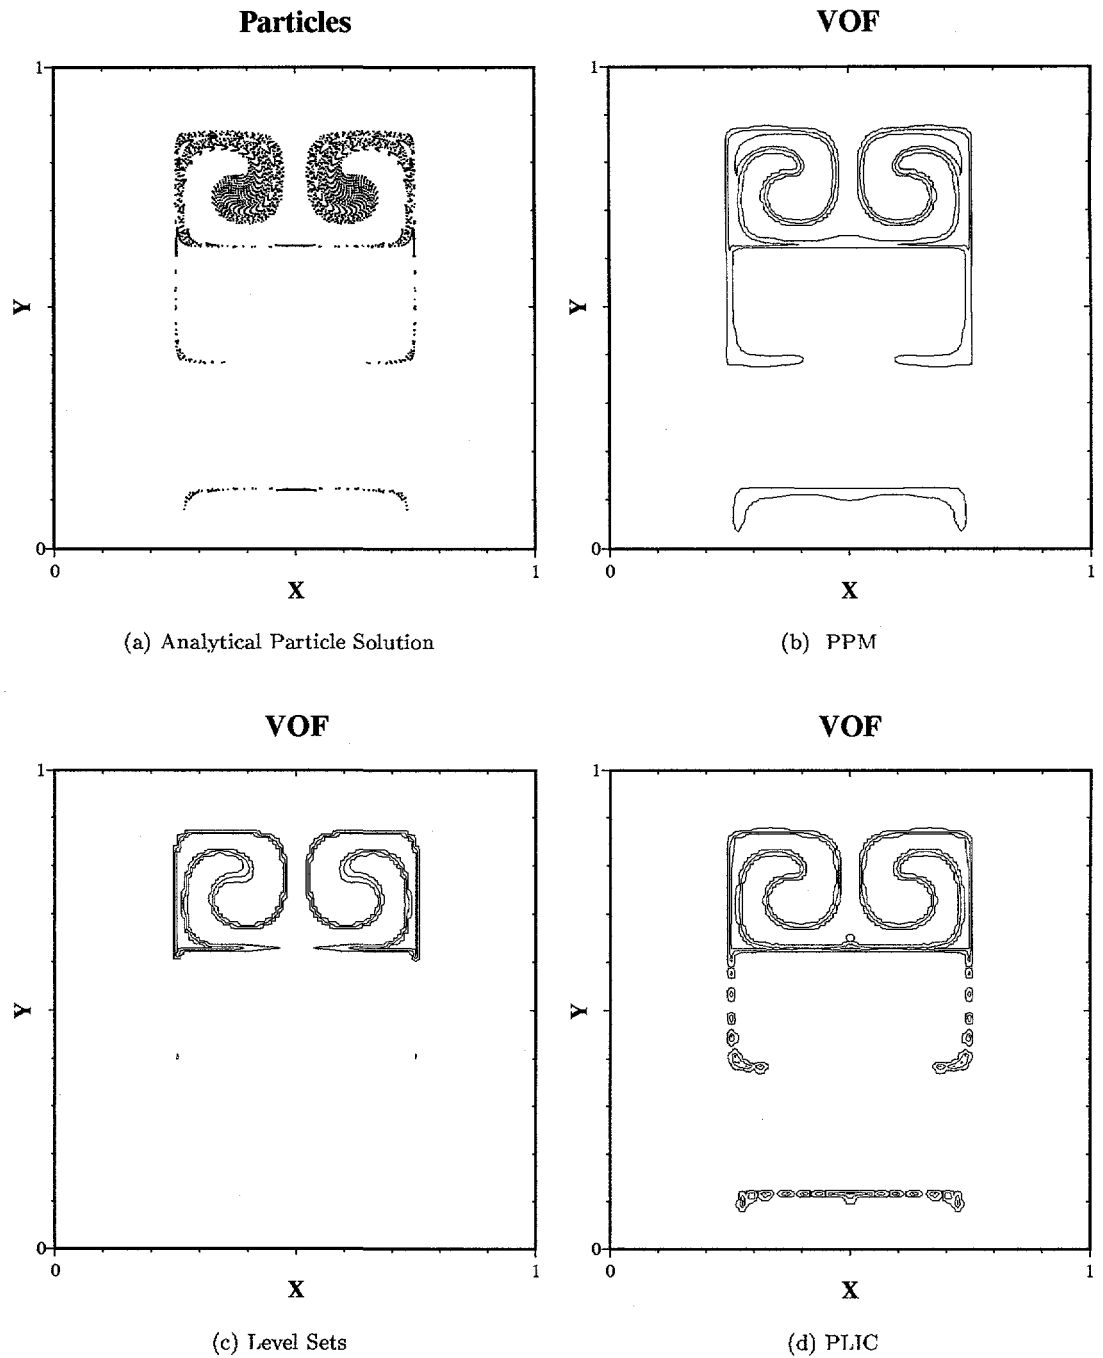 Particles
VOF
1
Y
0
0
X
1
1
Y
0
0
X
1
(a) Analytical Particle Solution
(b) PPM
VOF
VOF
1
Y
0
0
X
1
1
Y
0
0
X
1
(c) Level Sets
(d) PLIC